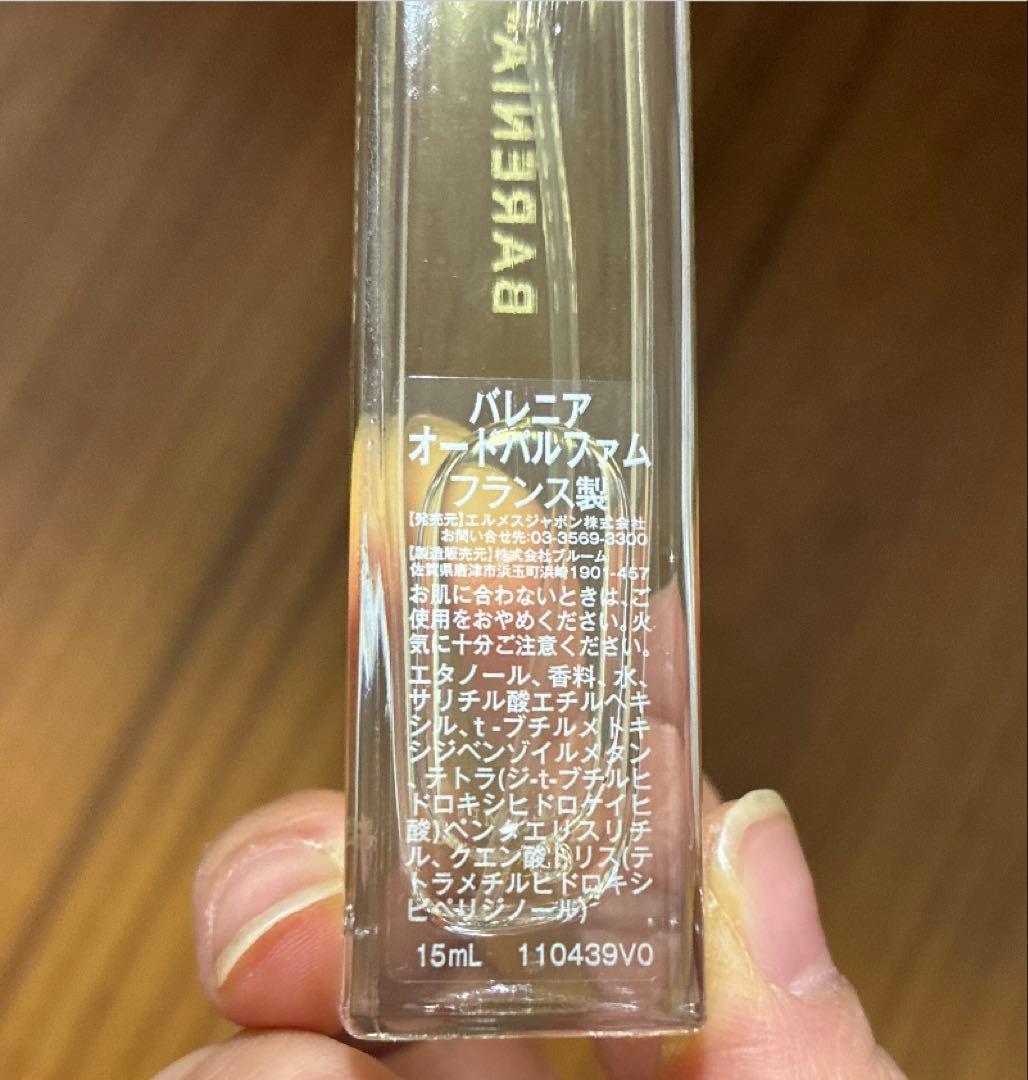 BARENIA
バレニア
オードパルファム
フランス製
【発売元】エルメスジャポン株式会社
お問い合せ先:03-3569-3300
【製造販売元】株式会社ブルーム
佐賀県唐津市浜玉町浜崎1901-457
お肌に合わないときは、ご
使用をおやめください。火
気に十分ご注意ください。
エタノール、香料、水、
サリチル酸エチルヘキ
シル、t-ブチルメトキ
シジベンゾイルメタン
、テトラ(ジ-t-ブチルヒ
ドロキシヒドロケイヒ
酸)ペンタエリスリチ
ル、クエン酸トリス(テ
トラメチルヒドロキシ
ピペリジノール)
15mL 110439V0